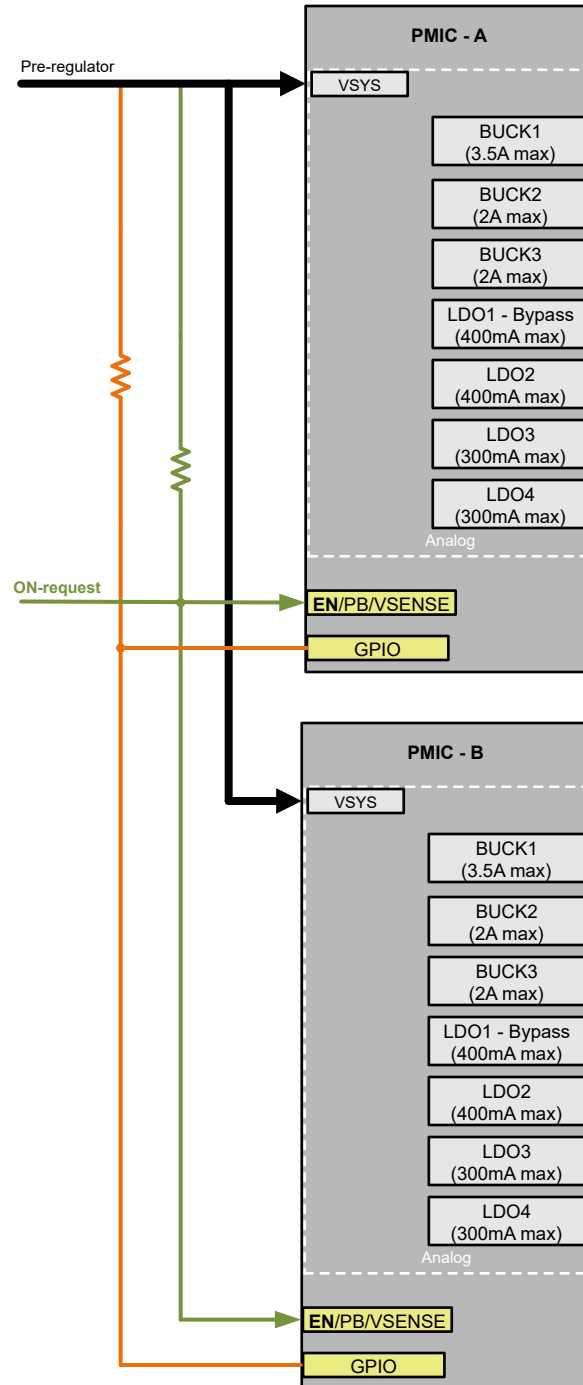 PMIC - A
Pre-regulator
VSYS
BUCK1
(3.5A max)
BUCK2
(2A max)
BUCK3
(2A max)
LDO1 - Bypass
(400mA max)
LDO2
(400mA max)
LDO3
(300mA max)
LDO4
(300mA max)
Analog
ON-request
EN/PB/VSENSE
GPIO
PMIC - B
VSYS
BUCK1
(3.5A max)
BUCK2
(2A max)
BUCK3
(2A max)
LDO1 - Bypass
(400mA max)
LDO2
(400mA max)
LDO3
(300mA max)
LDO4
(300mA max)
Analog
EN/PB/VSENSE
GPIO